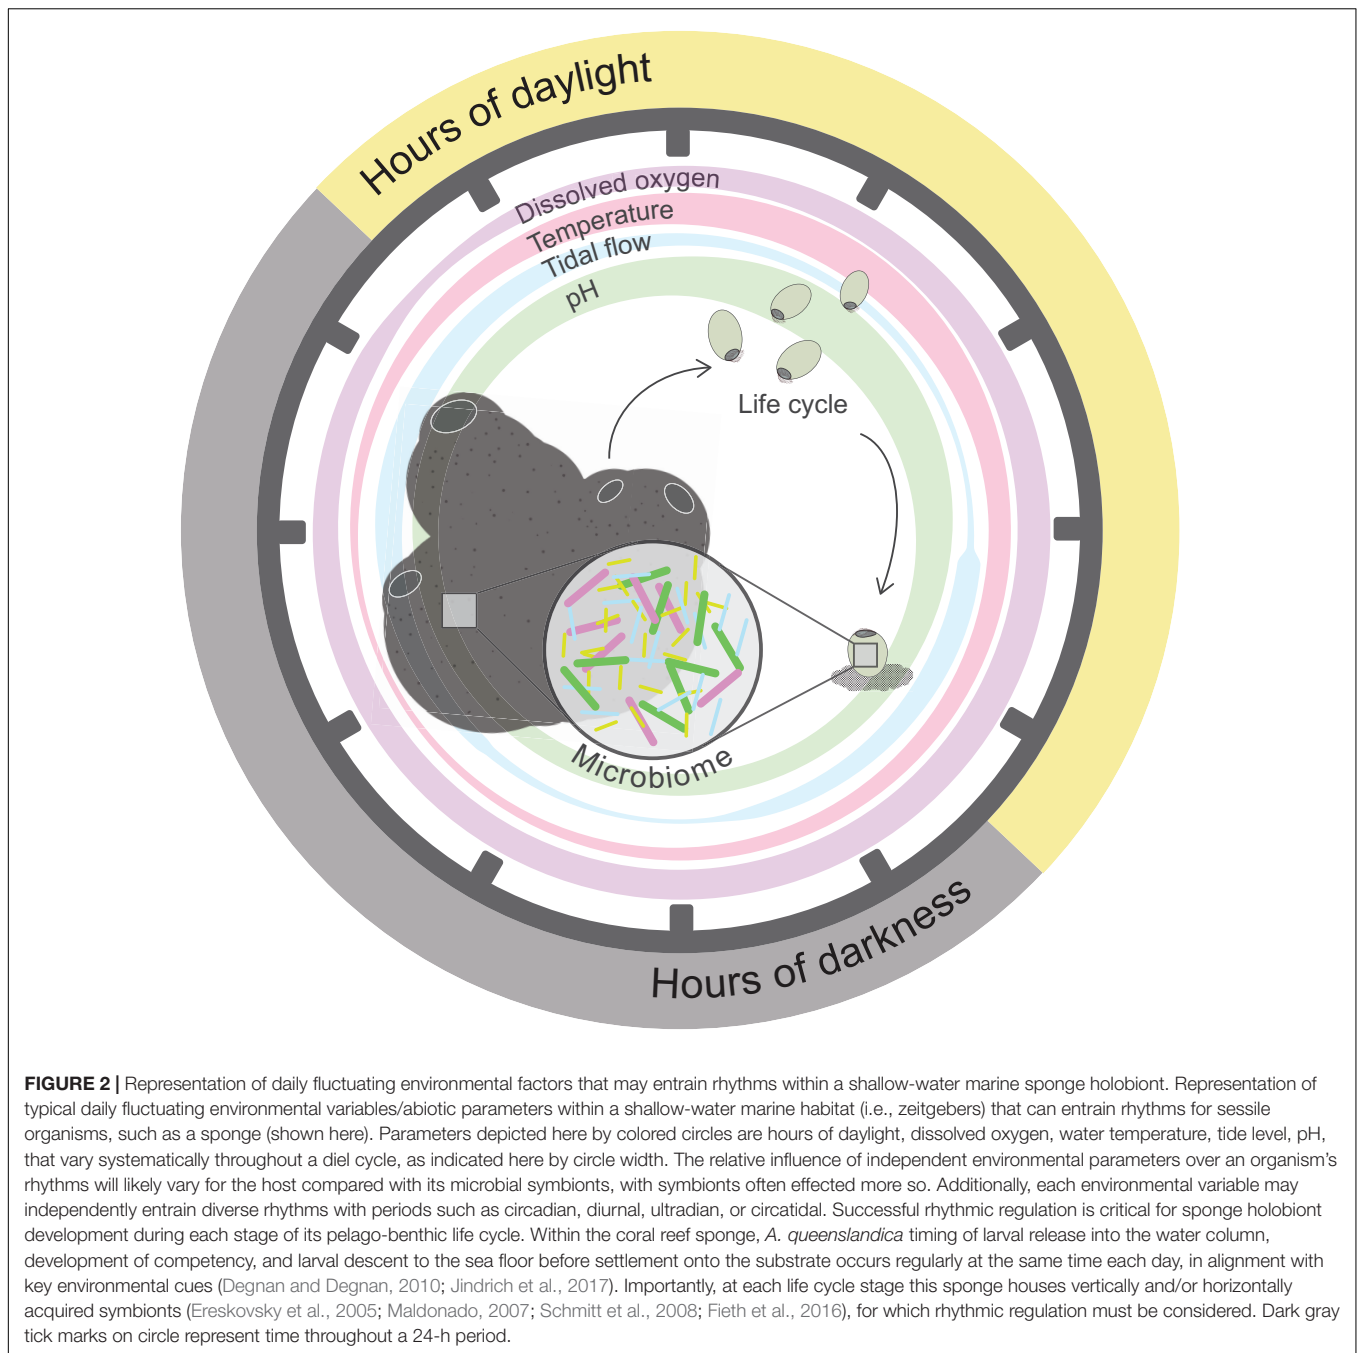 Hours of daylight
Dissolved oxygen
Temperature
Tidal flow
pH
Life cycle
Microbiome
Hours of darkness
FIGURE 2 | Representation of daily fluctuating environmental factors that may entrain rhythms within a shallow-water marine sponge holobiont. Representation of
typical daily fluctuating environmental variables/abiotic parameters within a shallow-water marine habitat (i.e., zeitgebers) that can entrain rhythms for sessile
organisms, such as a sponge (shown here). Parameters depicted here by colored circles are hours of daylight, dissolved oxygen, water temperature, tide level, pH,
that vary systematically throughout a diel cycle, as indicated here by circle width. The relative influence of independent environmental parameters over an organism's
rhythms will likely vary for the host compared with its microbial symbionts, with symbionts often effected more so. Additionally, each environmental variable may
independently entrain diverse rhythms with periods such as circadian, diurnal, ultradian, or circatidal. Successful rhythmic regulation is critical for sponge holobiont
development during each stage of its pelago-benthic life cycle. Within the coral reef sponge, A. queenslandica timing of larval release into the water column,
development of competency, and larval descent to the sea floor before settlement onto the substrate occurs regularly at the same time each day, in alignment with
key environmental cues (Degnan and Degnan, 2010; Jindrich et al., 2017). Importantly, at each life cycle stage this sponge houses vertically and/or horizontally
acquired symbionts (Ereskovsky et al., 2005; Maldonado, 2007; Schmitt et al., 2008; Fieth et al., 2016), for which rhythmic regulation must be considered. Dark gray
tick marks on circle represent time throughout a 24-h period.